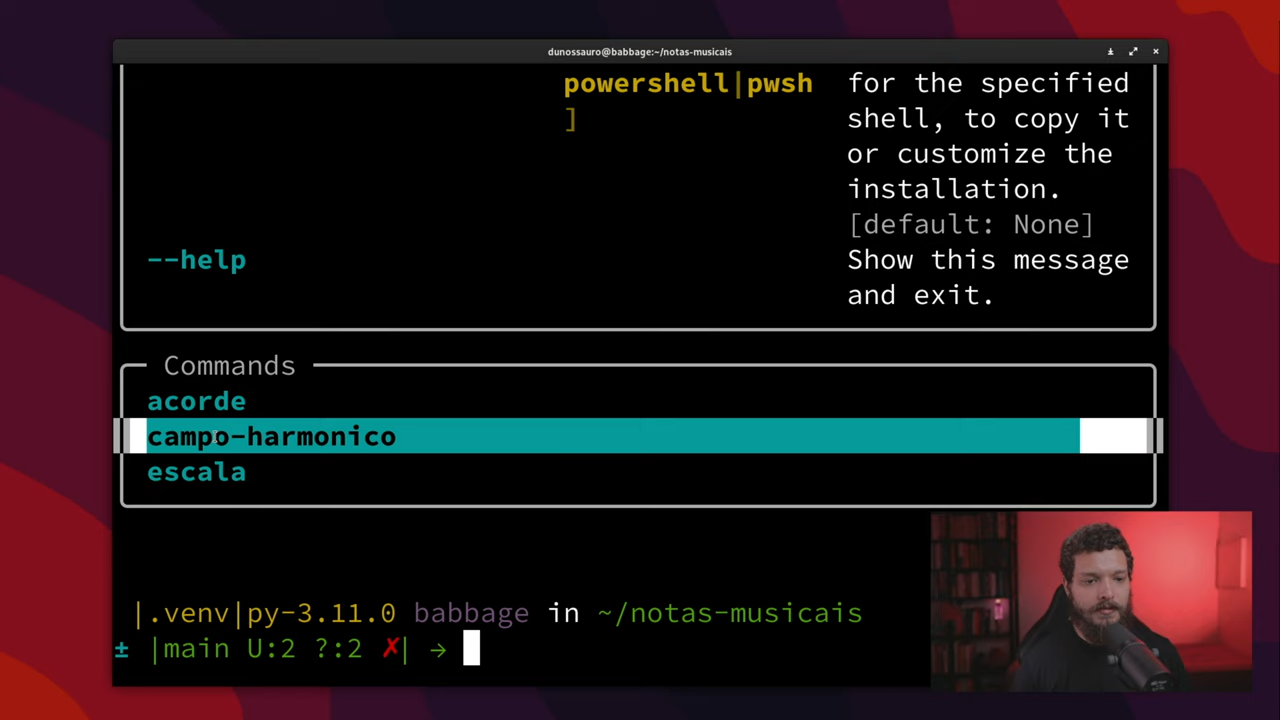 dunossauro@babbage:~/notas-musicais
powershell|pwsh for the specified
] shell, to copy it
or customize the
installation.
[default: None]
--help Show this message
and exit.
Commands
acorde
campo-harmonico
escala
|.venv|py-3.11.0 babbage in ~/notas-musicais
± |main U:2 ?:2 ✗| →